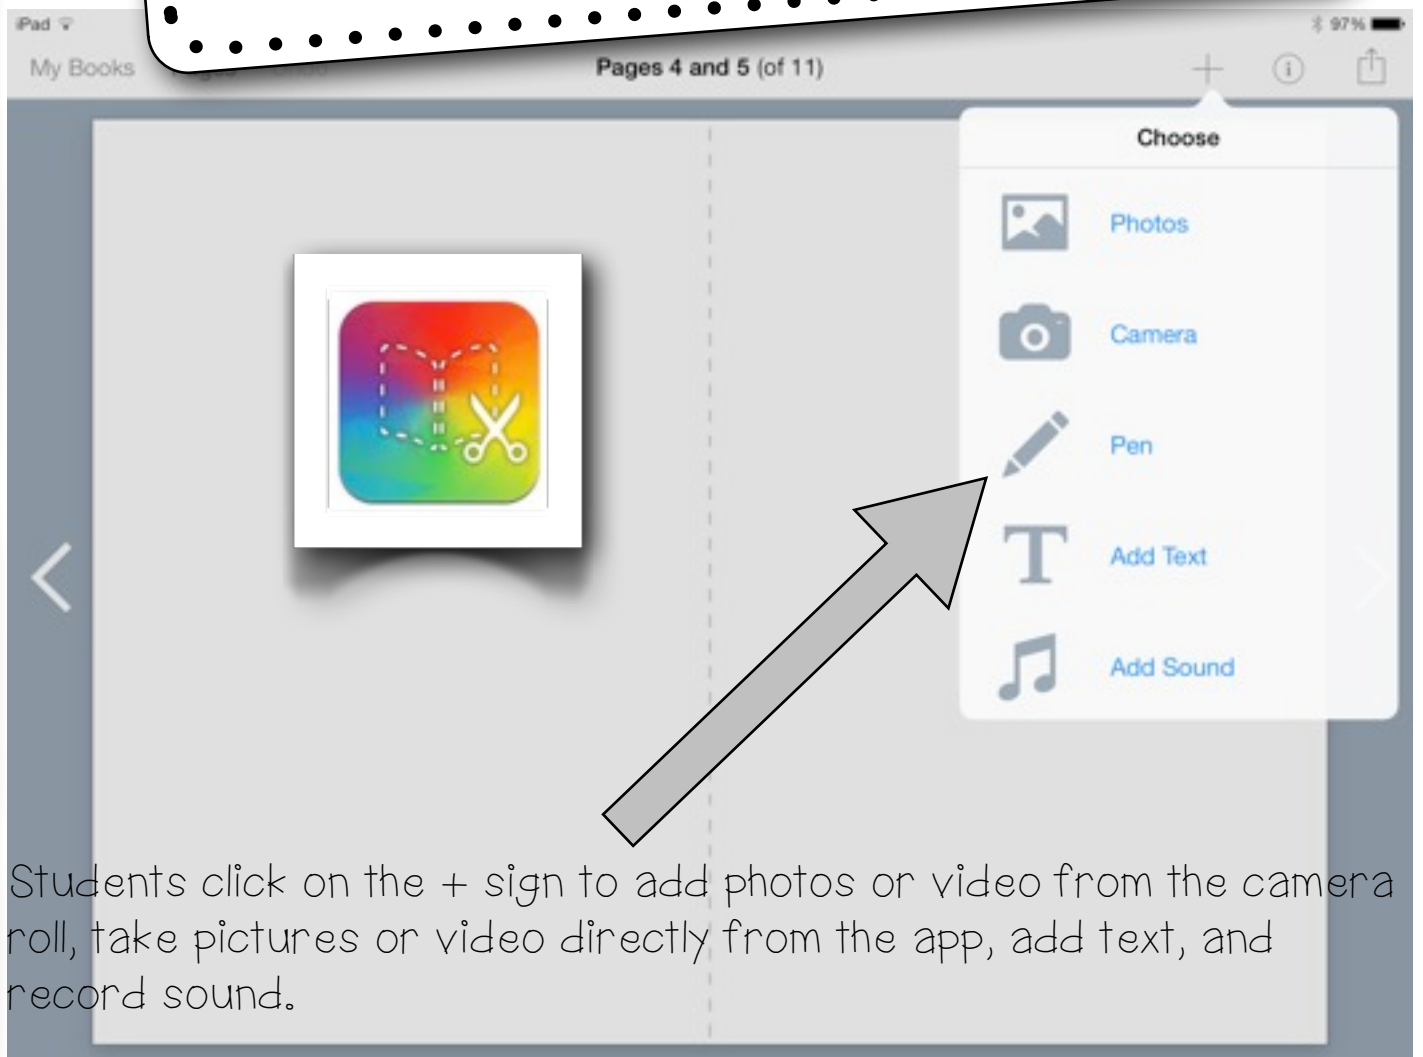 iPad 97%
My Books Pages Undo Pages 4 and 5 (of 11)
Choose
Photos
Camera
Pen
Add Text
Add Sound
Students click on the + sign to add photos or video from the camera
roll, take pictures or video directly from the app, add text, and
record sound.